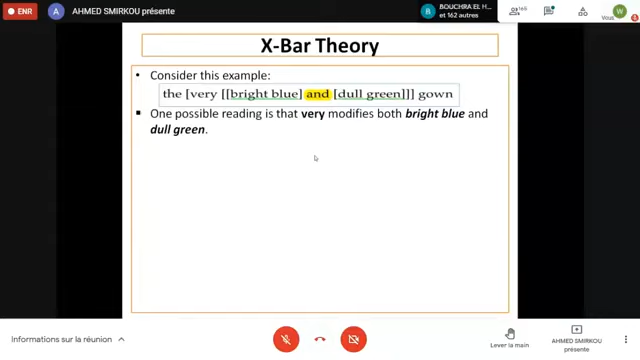 ENR
A
AHMED SMIRKOU présente
B
BOUCHRA EL H...
et 162 autres
165
W
Vous
X-Bar Theory
• Consider this example:
the [very [[bright blue] and [dull green]]] gown
▪ One possible reading is that very modifies both bright blue and
dull green.
Informations sur la réunion
Lever la main
AHMED SMIRKOU
présente